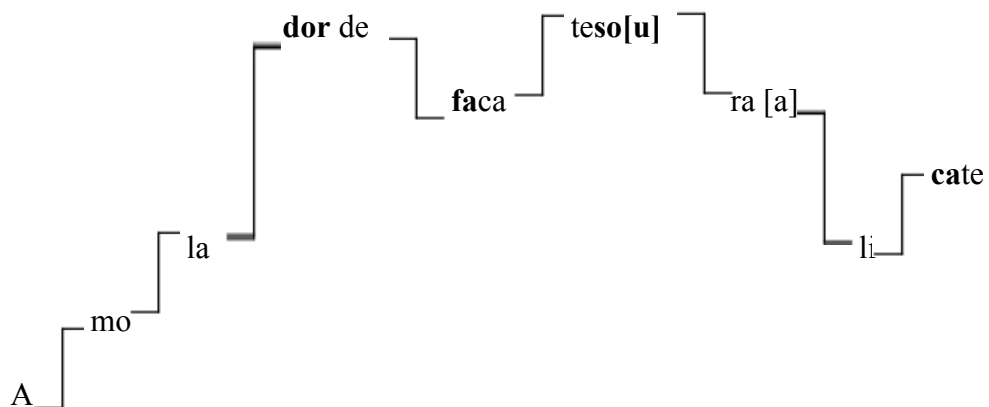 A
mo
la
dor de
faca
teso[u]
ra [a]
li
cate